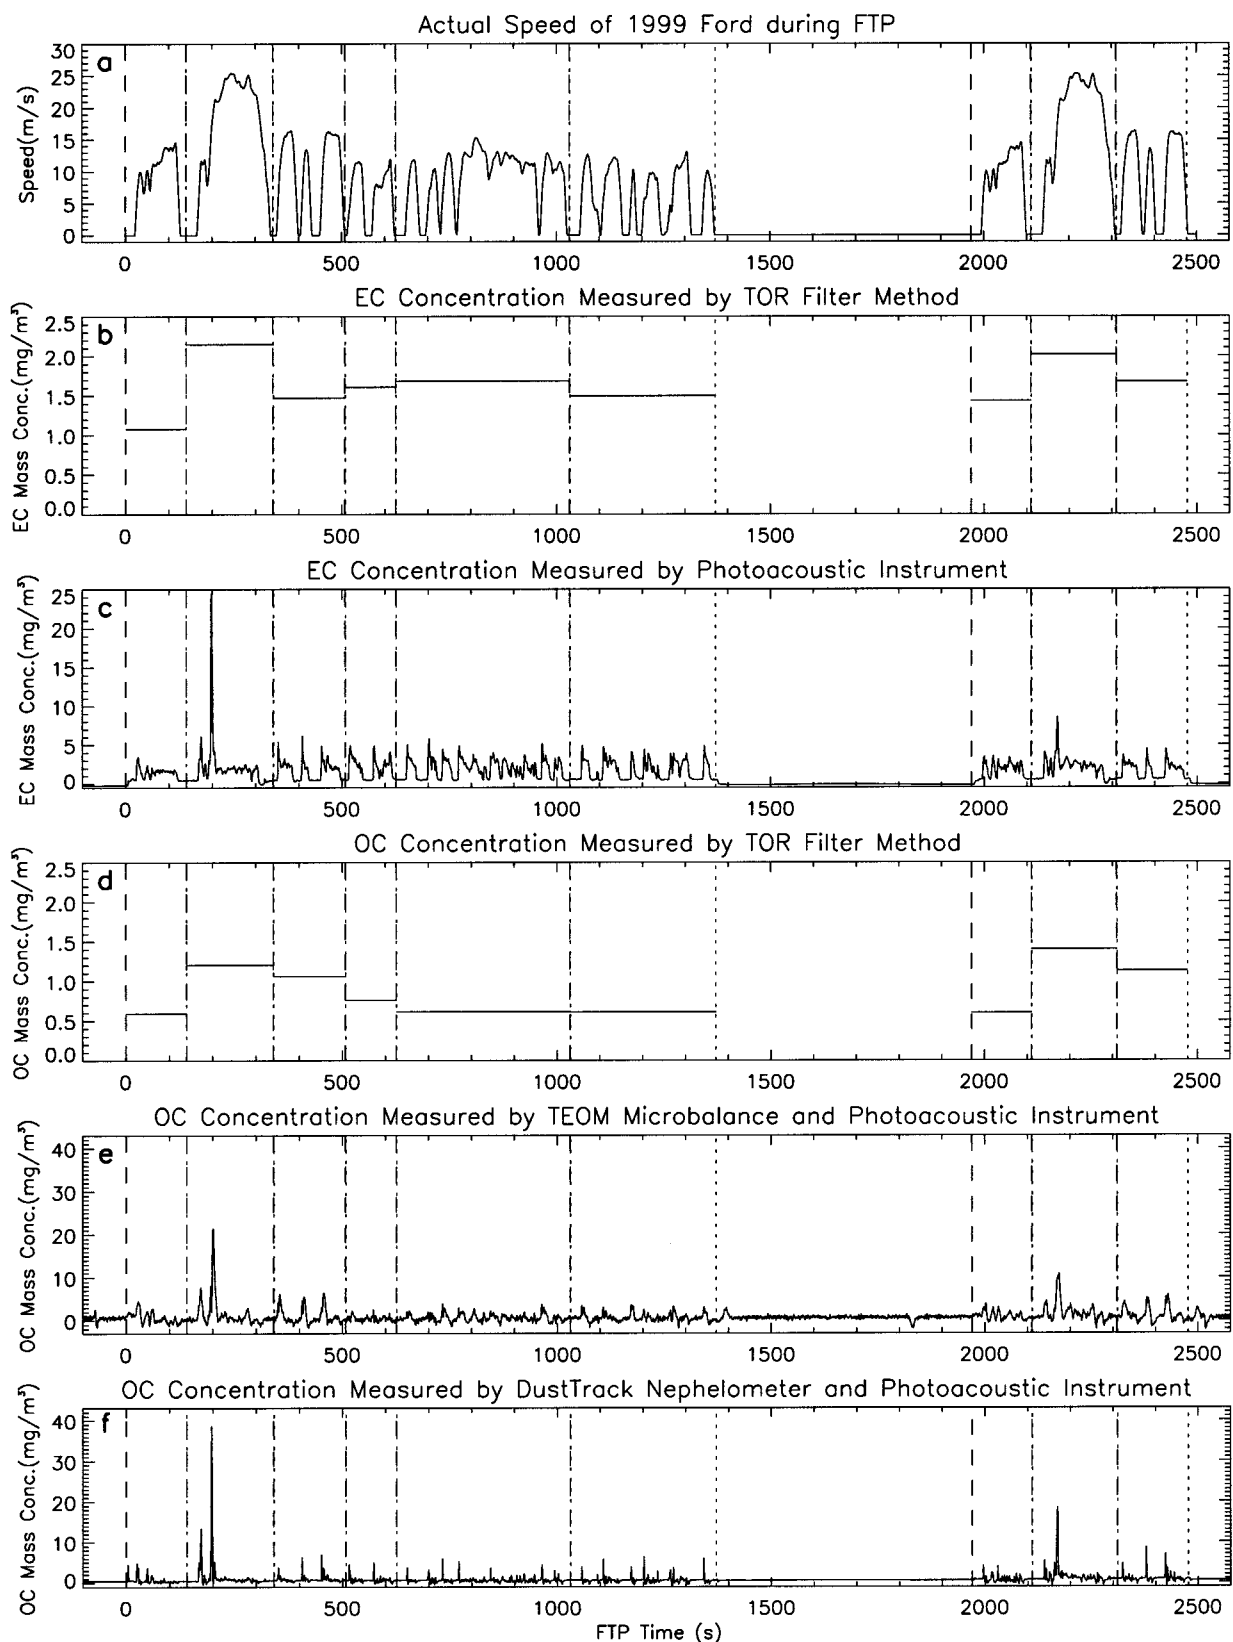 Actual Speed of 1999 Ford during FTP
a
Speed(m/s)
30
25
20
15
10
5
0
0 500 1000 1500 2000 2500
EC Concentration Measured by TOR Filter Method
b
EC Mass Conc.(mg/m³)
2.5
2.0
1.5
1.0
0.5
0.0
0 500 1000 1500 2000 2500
EC Concentration Measured by Photoacoustic Instrument
c
EC Mass Conc.(mg/m³)
25
20
15
10
5
0
0 500 1000 1500 2000 2500
OC Concentration Measured by TOR Filter Method
d
OC Mass Conc.(mg/m³)
2.5
2.0
1.5
1.0
0.5
0.0
0 500 1000 1500 2000 2500
OC Concentration Measured by TEOM Microbalance and Photoacoustic Instrument
e
OC Mass Conc.(mg/m³)
40
30
20
10
0
0 500 1000 1500 2000 2500
OC Concentration Measured by DustTrack Nephelometer and Photoacoustic Instrument
f
OC Mass Conc.(mg/m³)
40
30
20
10
0
0 500 1000 1500 2000 2500
FTP Time (s)